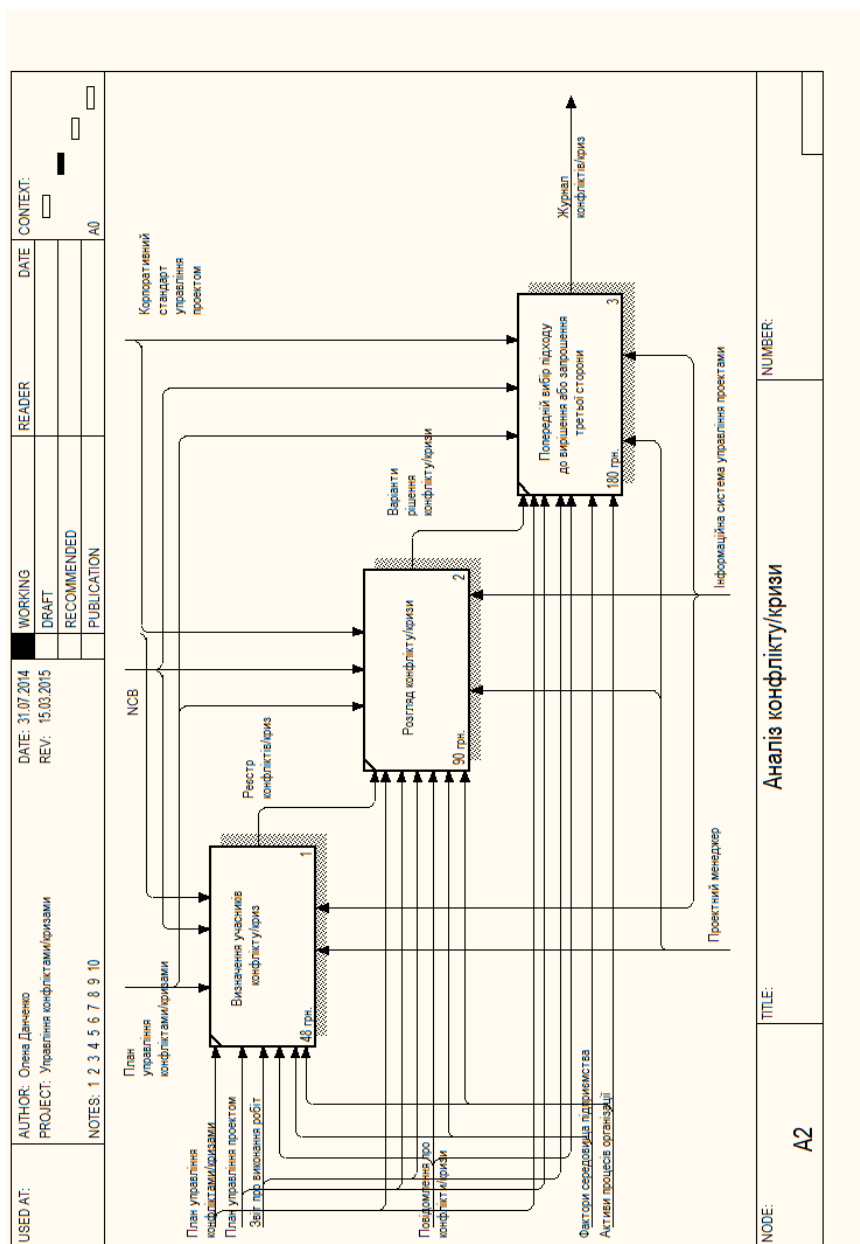 USED AT:
AUTHOR: Олена Данченко
PROJECT: Управління конфліктами/кризами
NOTES: 1 2 3 4 5 6 7 8 9 10
DATE: 31.07.2014
REV: 15.03.2015
WORKING
DRAFT
RECOMMENDED
PUBLICATION
READER
DATE
CONTEXT:
A0
План
управління
конфліктами/кризами
NCB
Корпоративний
стандарт
управління
проектом
План управління
конфліктами/кризами
План управління проектом
Звіт про виконання робіт
Повідомлення про
конфлікти/кризи
Фактори середовища підприємства
Активи процесів організації
Визначення учасників
конфлікту/криз
48 грн.
1
Реєстр
конфліктів/криз
Розгляд конфлікту/кризи
90 грн.
2
Варіанти
рішення
конфлікту/кризи
Попередній вибір підходу
до вирішення або запрошення
третьої сторони
180 грн.
3
Журнал
конфліктів/криз
Проектний менеджер
Інформаційна система управління проектами
NODE:
A2
TITLE:
Аналіз конфлікту/кризи
NUMBER: